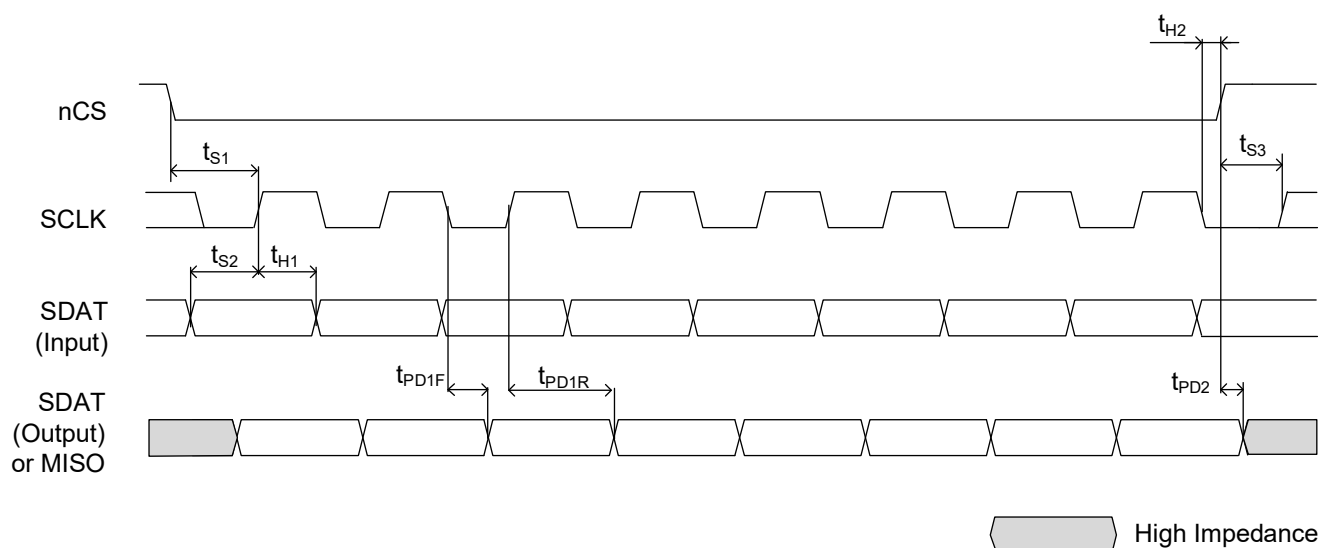 tH2
nCS
tS1
tS3
SCLK
tS2
tH1
SDAT
(Input)
tPD1F
tPD1R
tPD2
SDAT
(Output)
or MISO
High Impedance